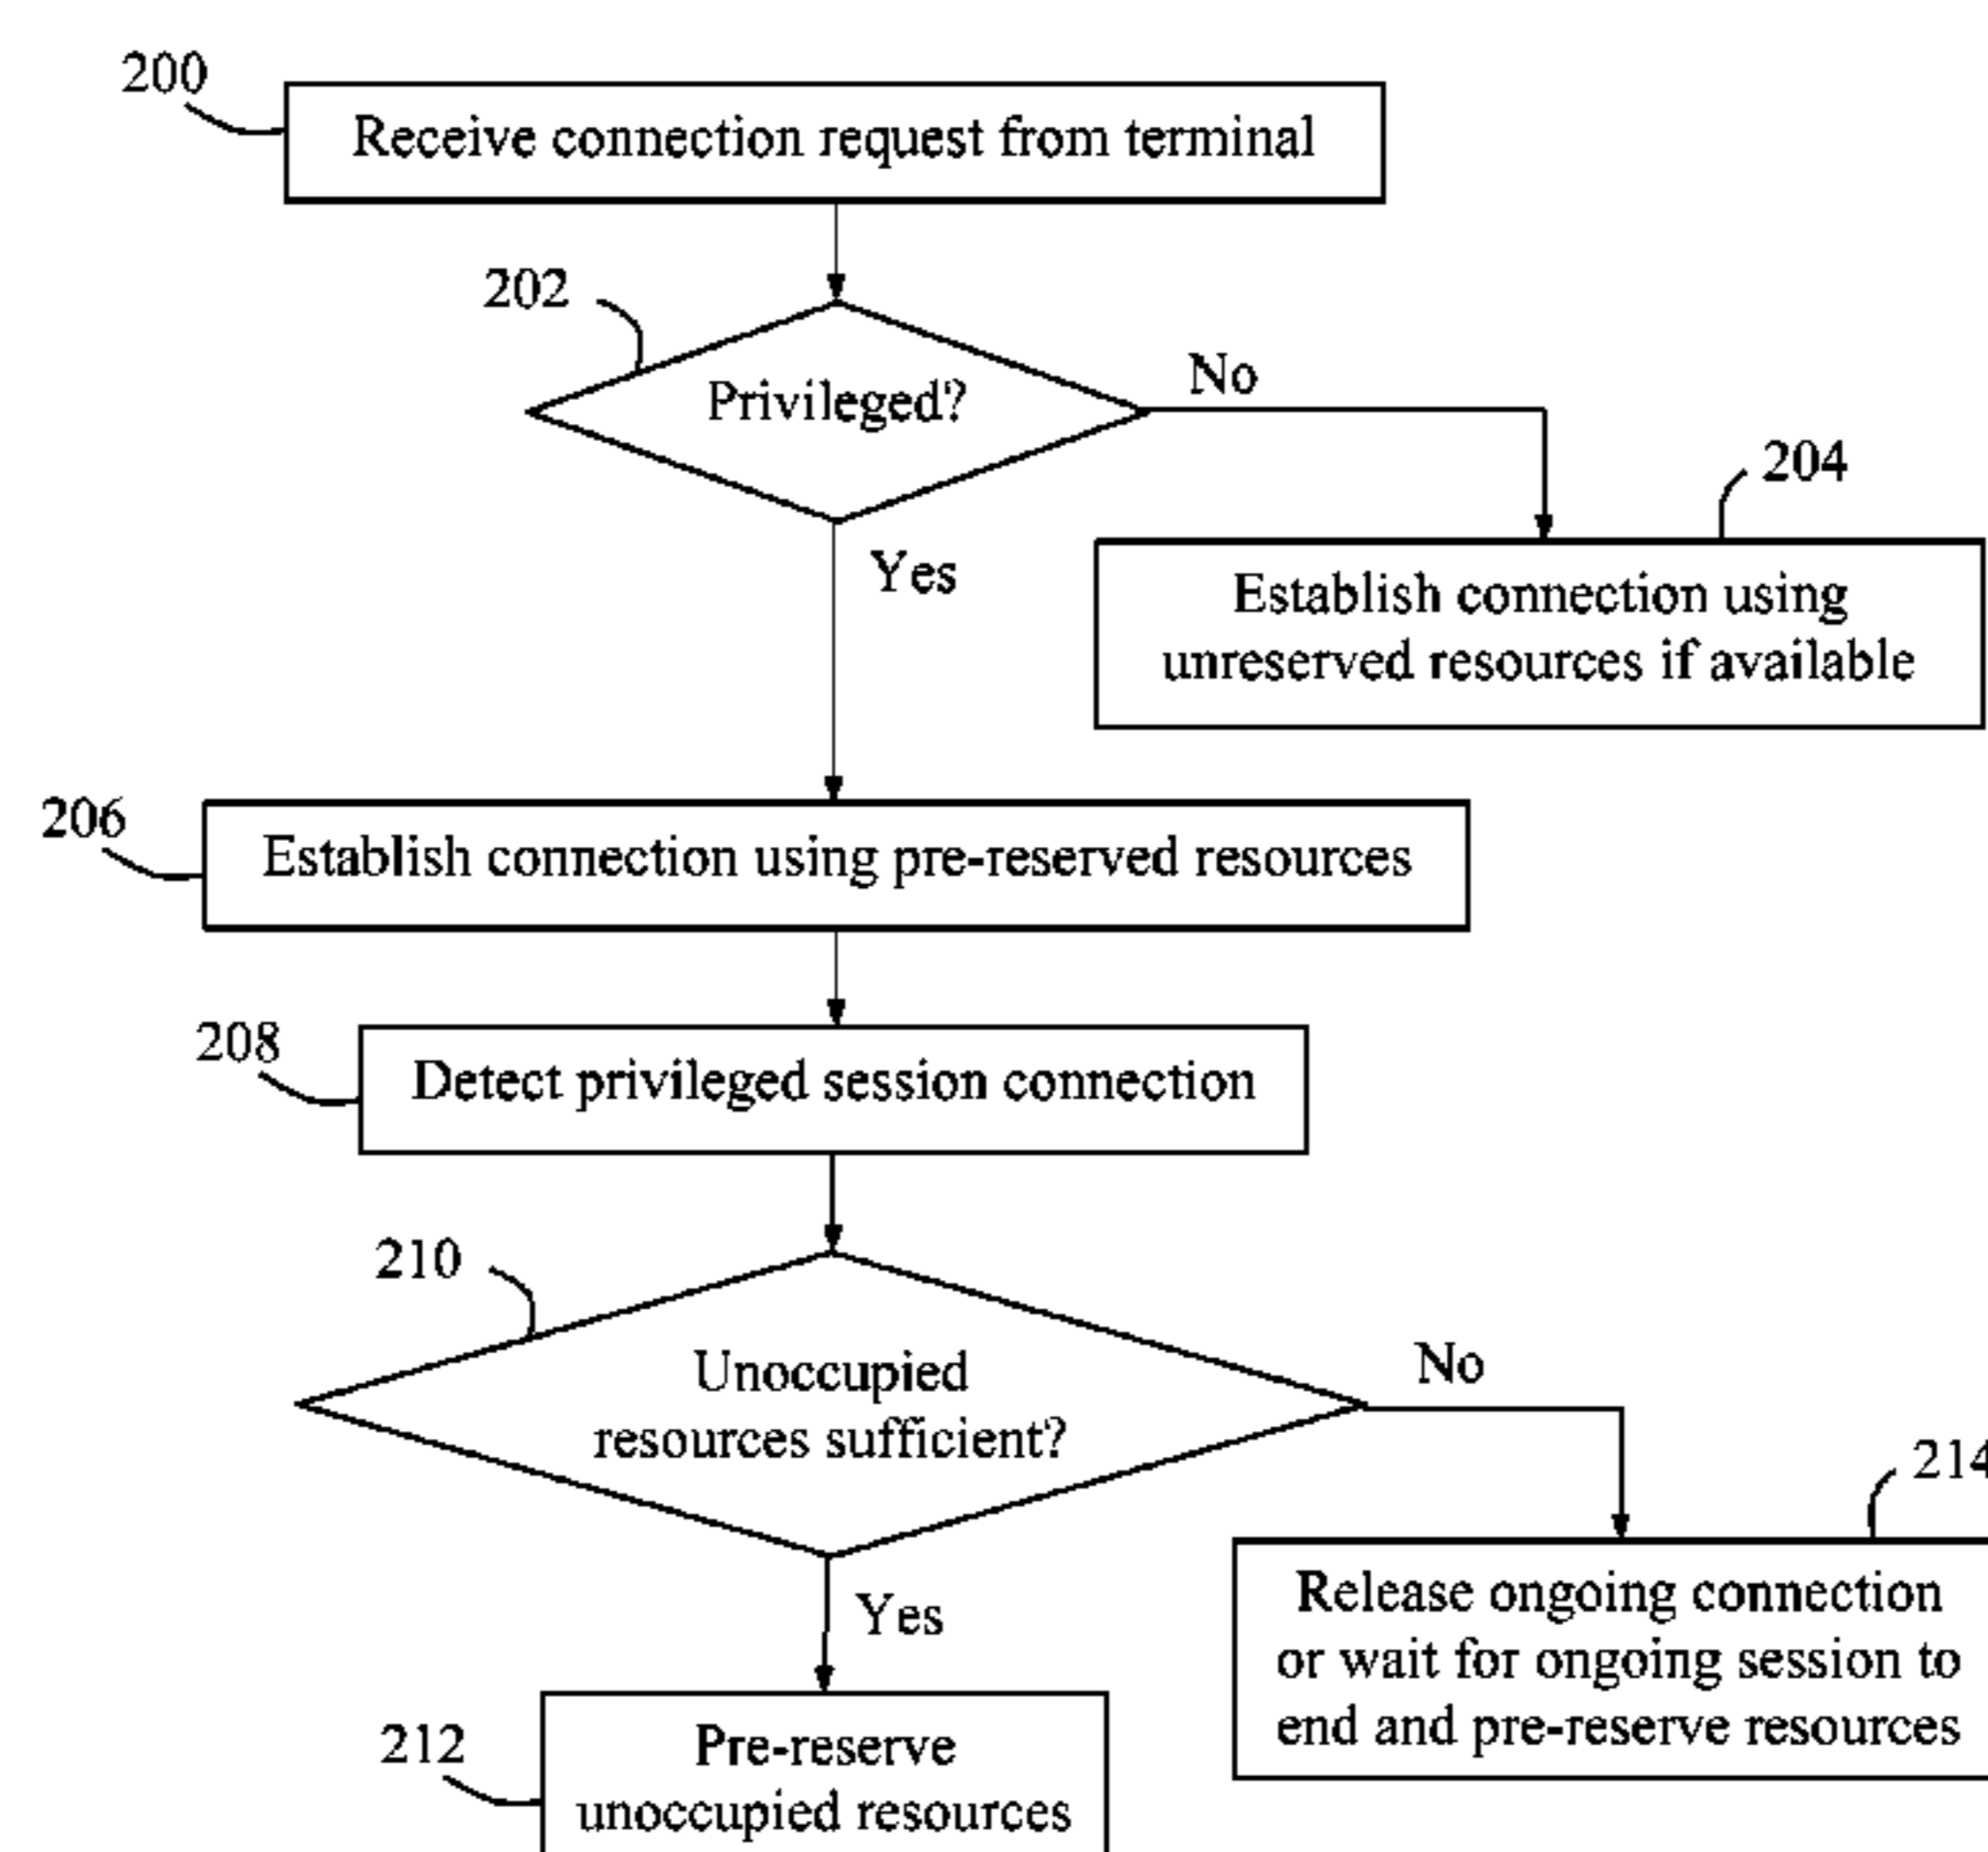 200
Receive connection request from terminal
202
Privileged?
No
204
Yes
Establish connection using
unreserved resources if available
206
Establish connection using pre-reserved resources
208
Detect privileged session connection
210
Unoccupied
resources sufficient?
No
214
Yes
Release ongoing connection
or wait for ongoing session to
end and pre-reserve resources
212
Pre-reserve
unoccupied resources